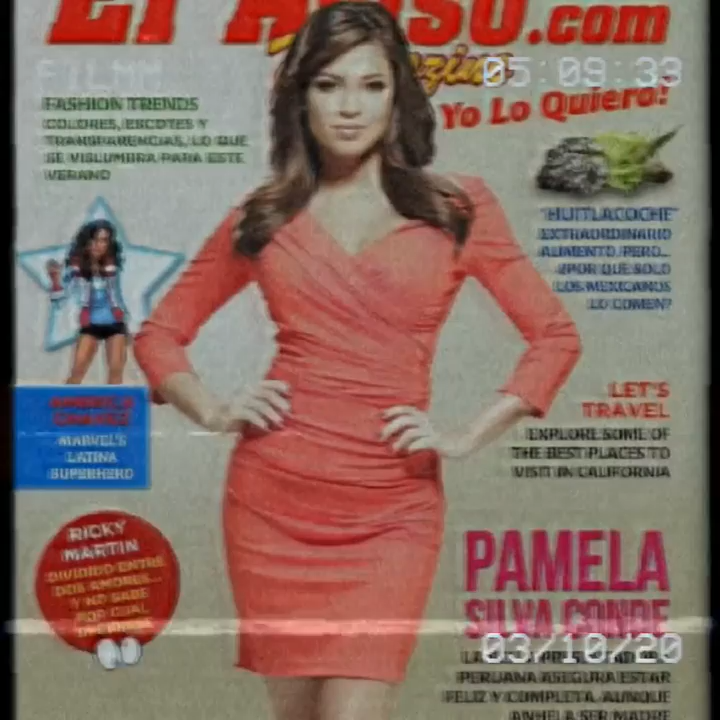 El Aviso.com
05:09:33
Yo Lo Quiero!
FASHION TRENDS
COLORES, ESCOTES Y
TRANSPARENCIAS, LO QUE
SE VISLUMBRA PARA ESTE
VERANO
"HUITLACOCHE"
EXTRAORDINARIO
ALIMENTO PERO...
¿POR QUE SOLO
LOS MEXICANOS
LO COMEN?
AMERICA
CHAVEZ
MARVEL'S
LATINA
SUPERHERO
LET'S
TRAVEL
EXPLORE SOME OF
THE BEST PLACES TO
VISIT IN CALIFORNIA
RICKY
MARTIN
DIVIDIDO ENTRE
DOS AMORES...
Y NO SABE
POR CUAL
PAMELA
SILVA CONDE
03/10/20
PERUANA ASEGURA ESTAR
FELIZ Y COMPLETA, AUNQUE
ANHELA SER MADRE